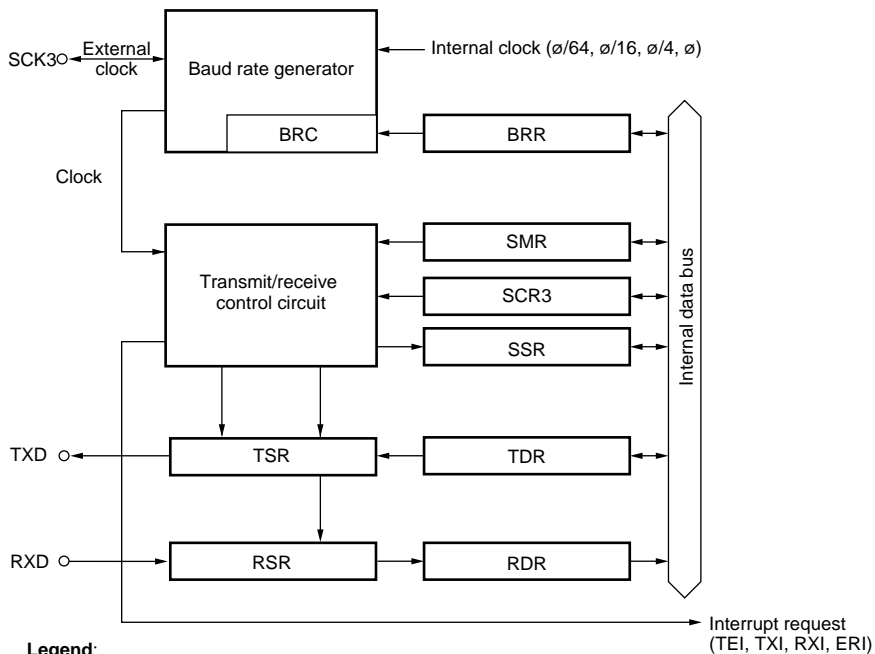 SCK3
External
clock
Baud rate generator
Internal clock (ø/64, ø/16, ø/4, ø)
BRC
BRR
Clock
Transmit/receive
control circuit
SMR
SCR3
SSR
Internal data bus
TXD
TSR
TDR
RXD
RSR
RDR
Interrupt request
(TEI, TXI, RXI, ERI)
Legend: